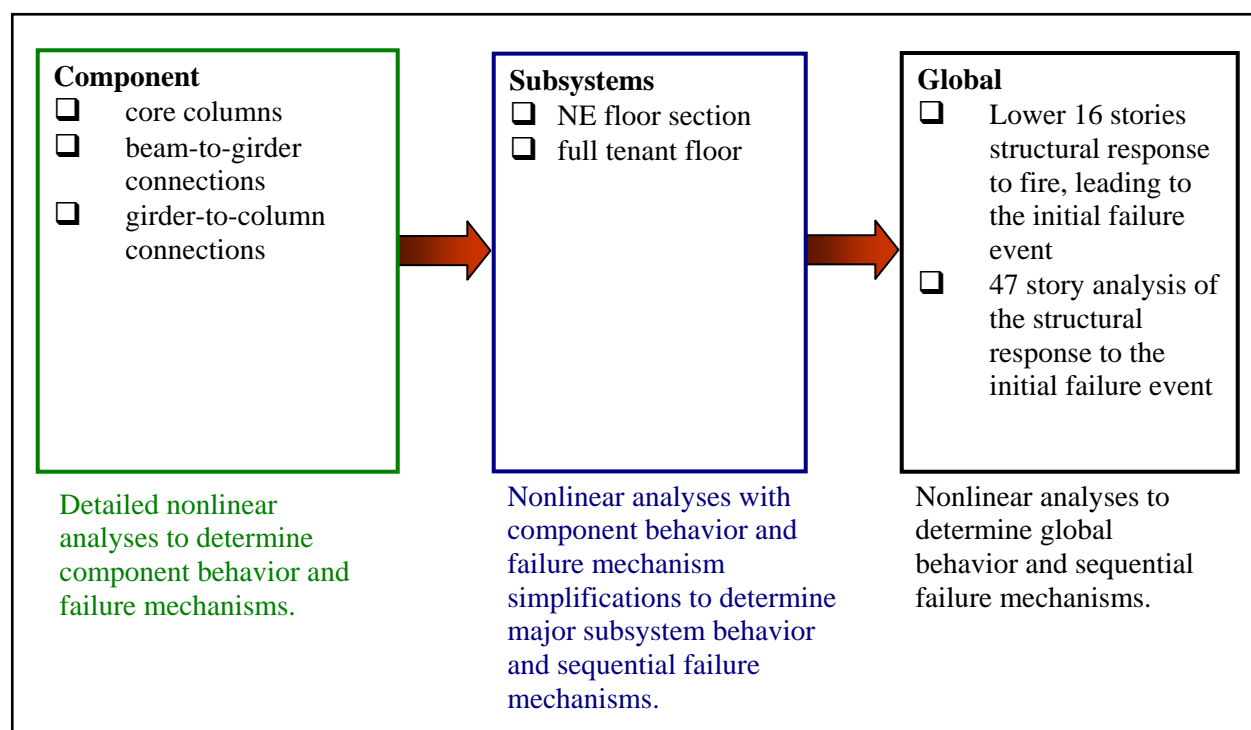 Component
❑ core columns
❑ beam-to-girder
connections
❑ girder-to-column
connections
Detailed nonlinear
analyses to determine
component behavior and
failure mechanisms.
Subsystems
❑ NE floor section
❑ full tenant floor
Nonlinear analyses with
component behavior and
failure mechanism
simplifications to determine
major subsystem behavior
and sequential failure
mechanisms.
Global
❑ Lower 16 stories
structural response
to fire, leading to
the initial failure
event
❑ 47 story analysis of
the structural
response to the
initial failure event
Nonlinear analyses to
determine global
behavior and sequential
failure mechanisms.